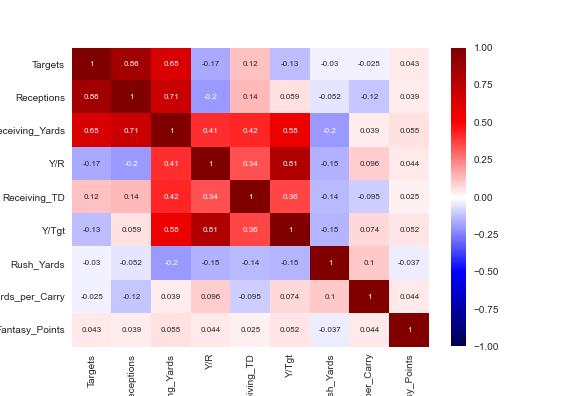 Targets 1 0.86 0.65 -0.17 0.12 -0.13 -0.03 -0.025 0.043
Receptions 0.86 1 0.71 -0.2 0.14 0.059 -0.052 -0.12 0.039
eceiving_Yards 0.65 0.71 1 0.41 0.42 0.58 -0.2 0.039 0.055
Y/R -0.17 -0.2 0.41 1 0.34 0.81 -0.15 0.096 0.044
Receiving_TD 0.12 0.14 0.42 0.34 1 0.36 -0.14 -0.095 0.025
Y/Tgt -0.13 0.059 0.58 0.81 0.36 1 -0.15 0.074 0.052
Rush_Yards -0.03 -0.052 -0.2 -0.15 -0.14 -0.15 1 0.1 -0.037
rds_per_Carry -0.025 -0.12 0.039 0.096 -0.095 0.074 0.1 1 0.044
Fantasy_Points 0.043 0.039 0.055 0.044 0.025 0.052 -0.037 0.044 1
Targets
eceptions
ng_Yards
Y/R
eiving_TD
Y/Tgt
sh_Yards
per_Carry
sy_Points
1.00
0.75
0.50
0.25
0.00
−0.25
−0.50
−0.75
−1.00